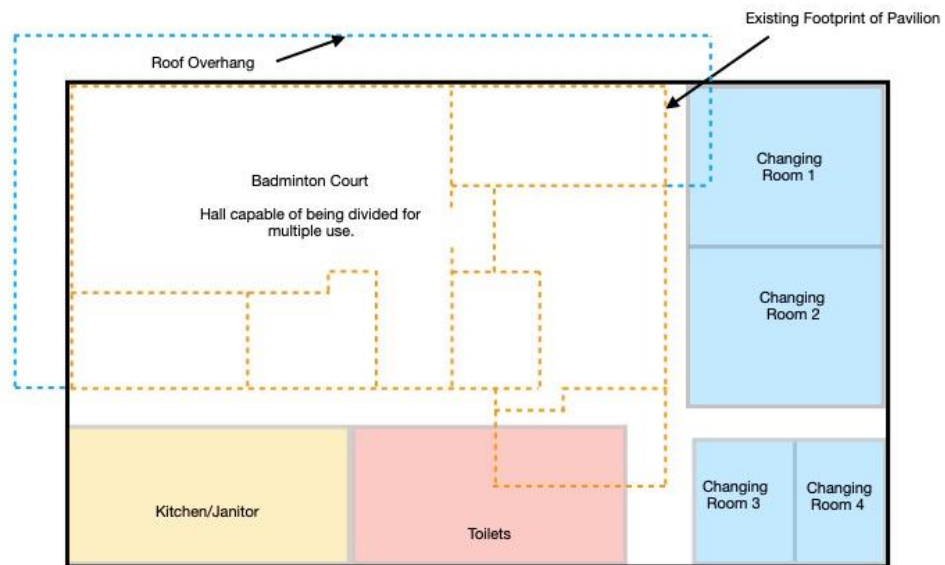 Existing Footprint of Pavilion
Roof Overhang
Badminton Court
Hall capable of being divided for
multiple use.
Changing
Room 1
Changing
Room 2
Changing
Room 3
Changing
Room 4
Kitchen/Janitor
Toilets